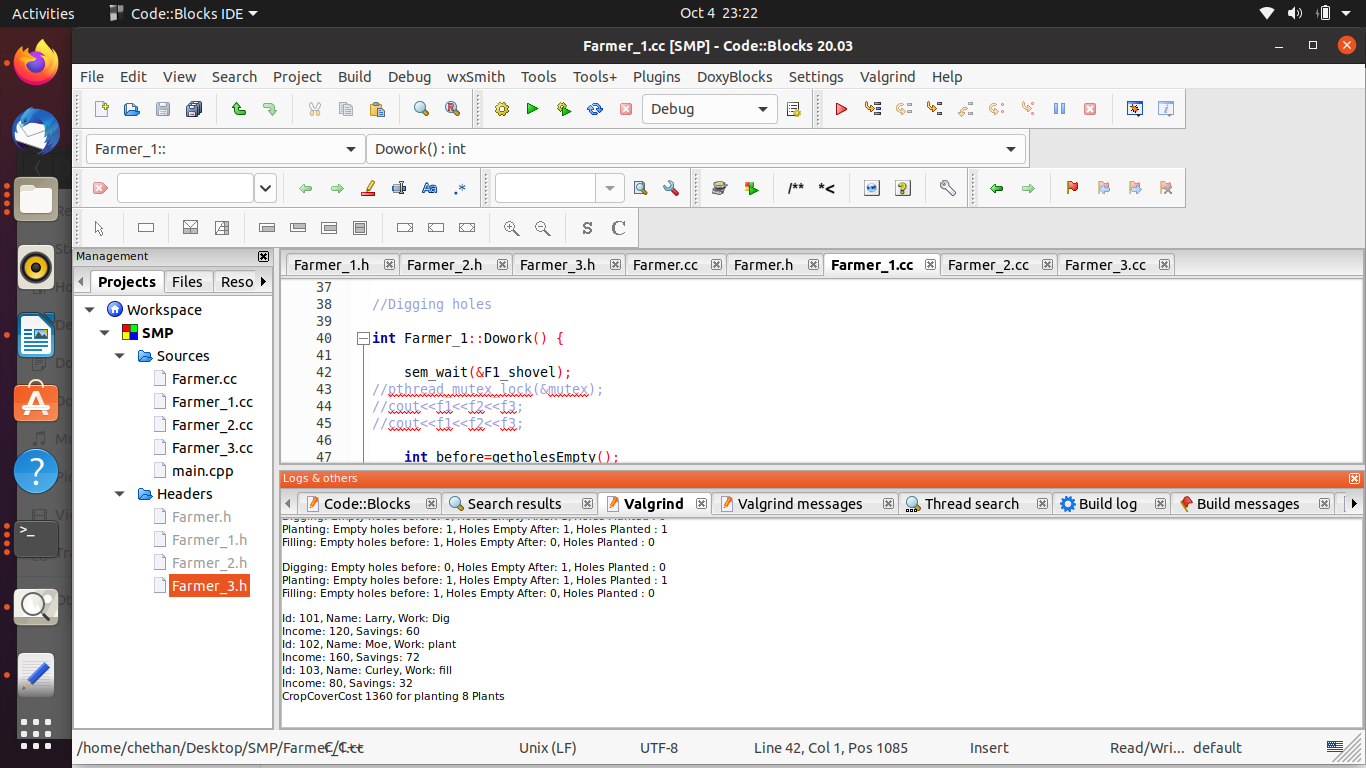 Activities Code::Blocks IDE Oct 4 23:22
Farmer_1.cc [SMP] - Code::Blocks 20.03
File Edit View Search Project Build Debug wxSmith Tools Tools+ Plugins DoxyBlocks Settings Valgrind Help
Debug
Farmer_1:: Dowork() : int
/** *<
S C
Management
Projects Files Reso
Workspace
SMP
Sources
Farmer.cc
Farmer_1.cc
Farmer_2.cc
Farmer_3.cc
main.cpp
Headers
Farmer.h
Farmer_1.h
Farmer_2.h
Farmer_3.h
Farmer_1.h Farmer_2.h Farmer_3.h Farmer.cc Farmer.h Farmer_1.cc Farmer_2.cc Farmer_3.cc
37
38 //Digging holes
39
40 int Farmer_1::Dowork() {
41
42 sem_wait(&F1_shovel);
43 //pthread_mutex_lock(&mutex);
44 //cout<<f1<<f2<<f3;
45 //cout<<f1<<f2<<f3;
46
47 int before=getholesEmpty();
Logs & others
Code::Blocks Search results Valgrind Valgrind messages Thread search Build log Build messages
Digging: Empty holes before: 0, Holes Empty After: 1, Holes Planted : 0
Planting: Empty holes before: 1, Holes Empty After: 1, Holes Planted : 1
Filling: Empty holes before: 1, Holes Empty After: 0, Holes Planted : 0
Digging: Empty holes before: 0, Holes Empty After: 1, Holes Planted : 0
Planting: Empty holes before: 1, Holes Empty After: 1, Holes Planted : 1
Filling: Empty holes before: 1, Holes Empty After: 0, Holes Planted : 0
Id: 101, Name: Larry, Work: Dig
Income: 120, Savings: 60
Id: 102, Name: Moe, Work: plant
Income: 160, Savings: 72
Id: 103, Name: Curley, Work: fill
Income: 80, Savings: 32
CropCoverCost 1360 for planting 8 Plants
/home/chethan/Desktop/SMP/Farmer_1.cc C/C++ Unix (LF) UTF-8 Line 42, Col 1, Pos 1085 Insert Read/Wri... default